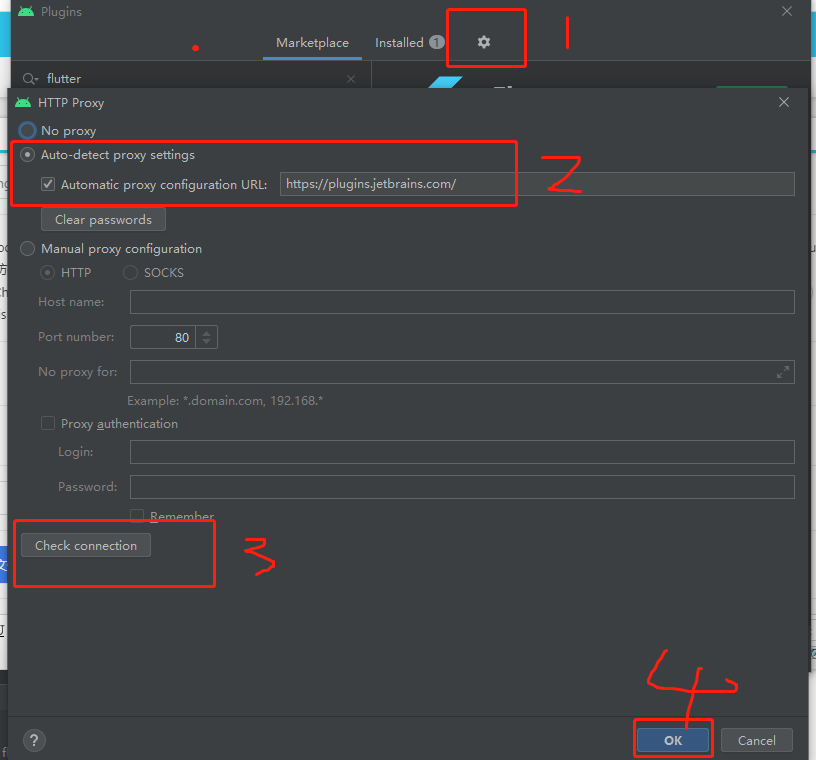 Plugins
Marketplace Installed 1
1
flutter
HTTP Proxy
No proxy
Auto-detect proxy settings
Automatic proxy configuration URL: https://plugins.jetbrains.com/
2
Clear passwords
Manual proxy configuration
HTTP SOCKS
Host name:
Port number: 80
No proxy for:
Example: *.domain.com, 192.168.*
Proxy authentication
Login:
Password:
Remember
Check connection
3
4
? OK Cancel